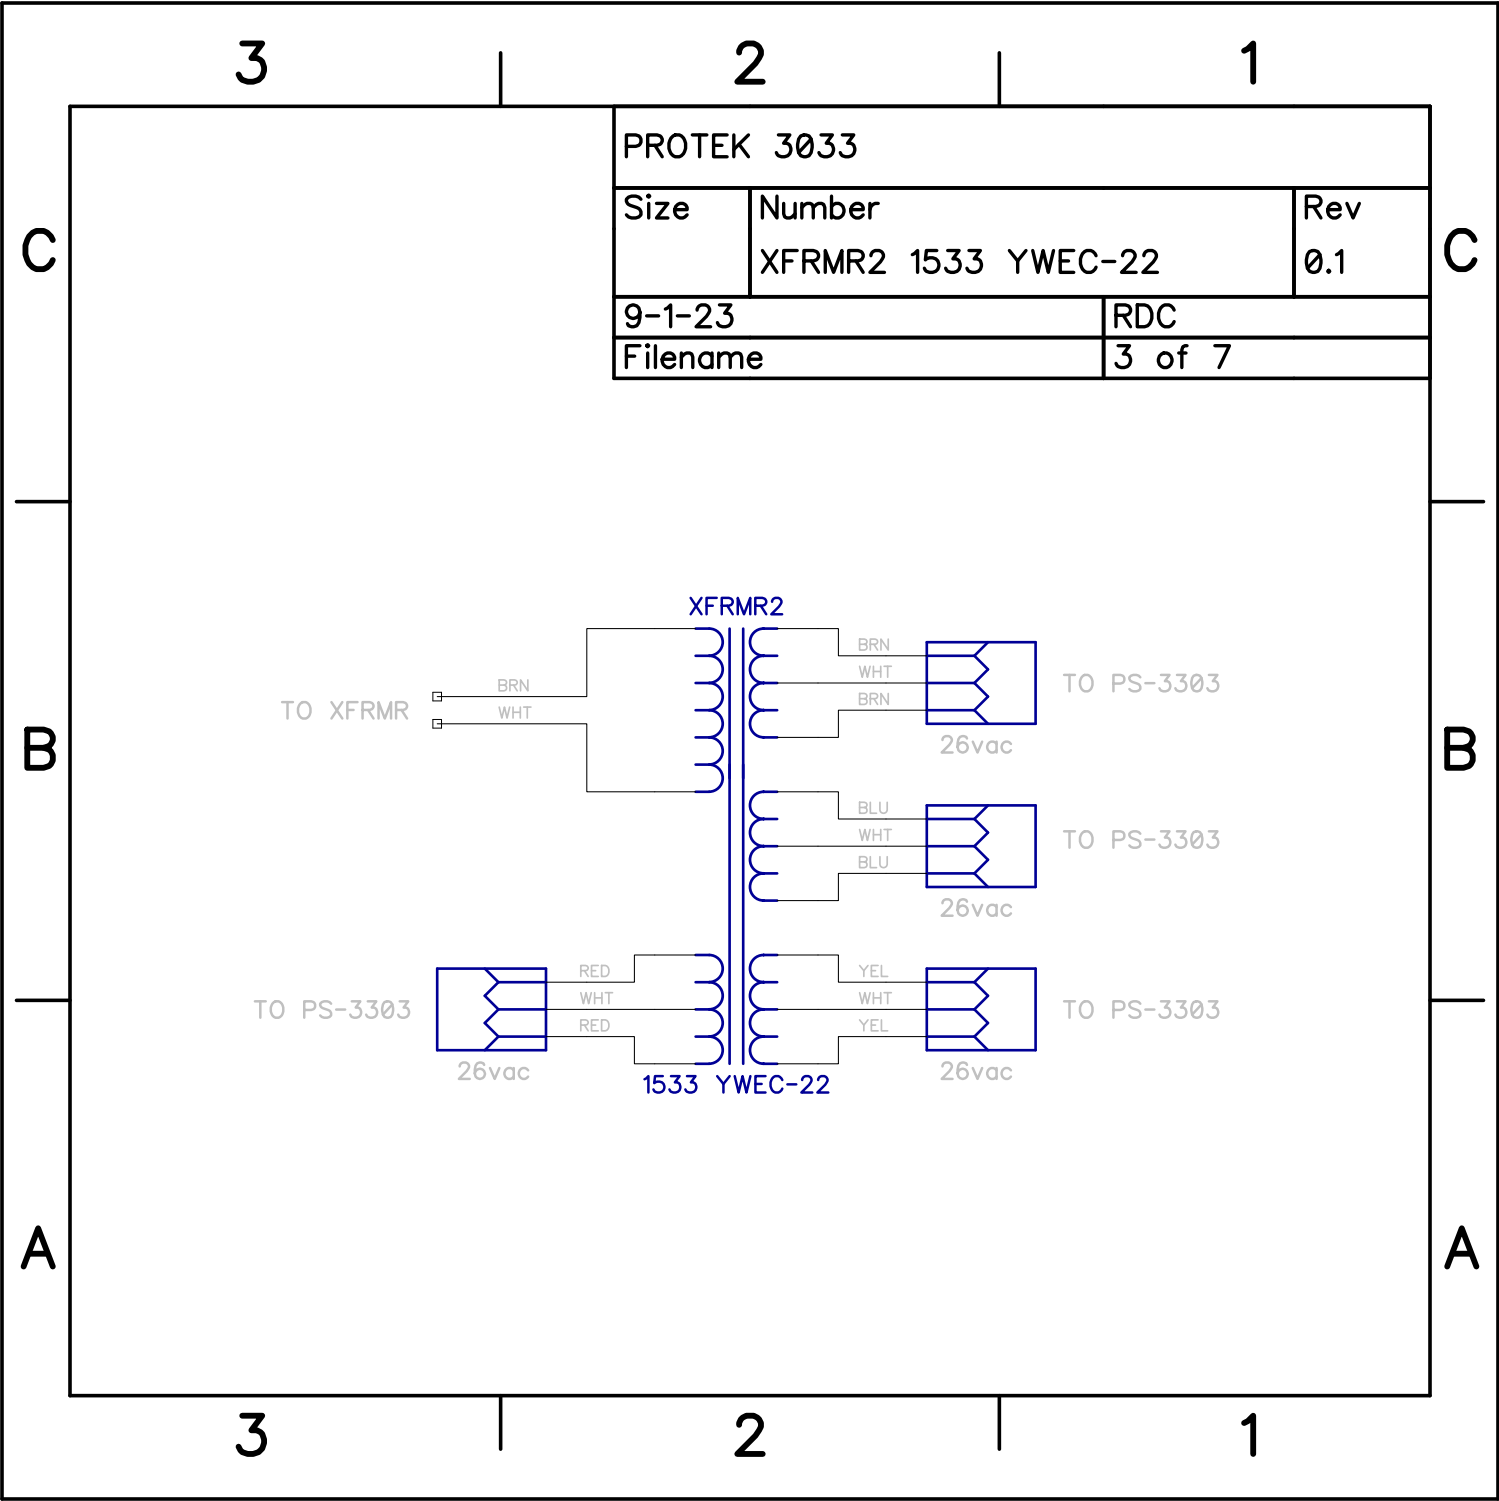 3 2 1
PROTEK 3033
Size Number Rev
C C
XFRMR2 1533 YWEC-22 0.1
9-1-23 RDC
Filename 3 of 7
XFRMR2
BRN
WHT
TO XFRMR
BRN
WHT
BRN
TO PS-3303
26vac
B B
BLU
WHT
BLU
TO PS-3303
26vac
RED
WHT
RED
TO PS-3303
26vac
YEL
WHT
YEL
TO PS-3303
26vac
1533 YWEC-22
A A
3 2 1